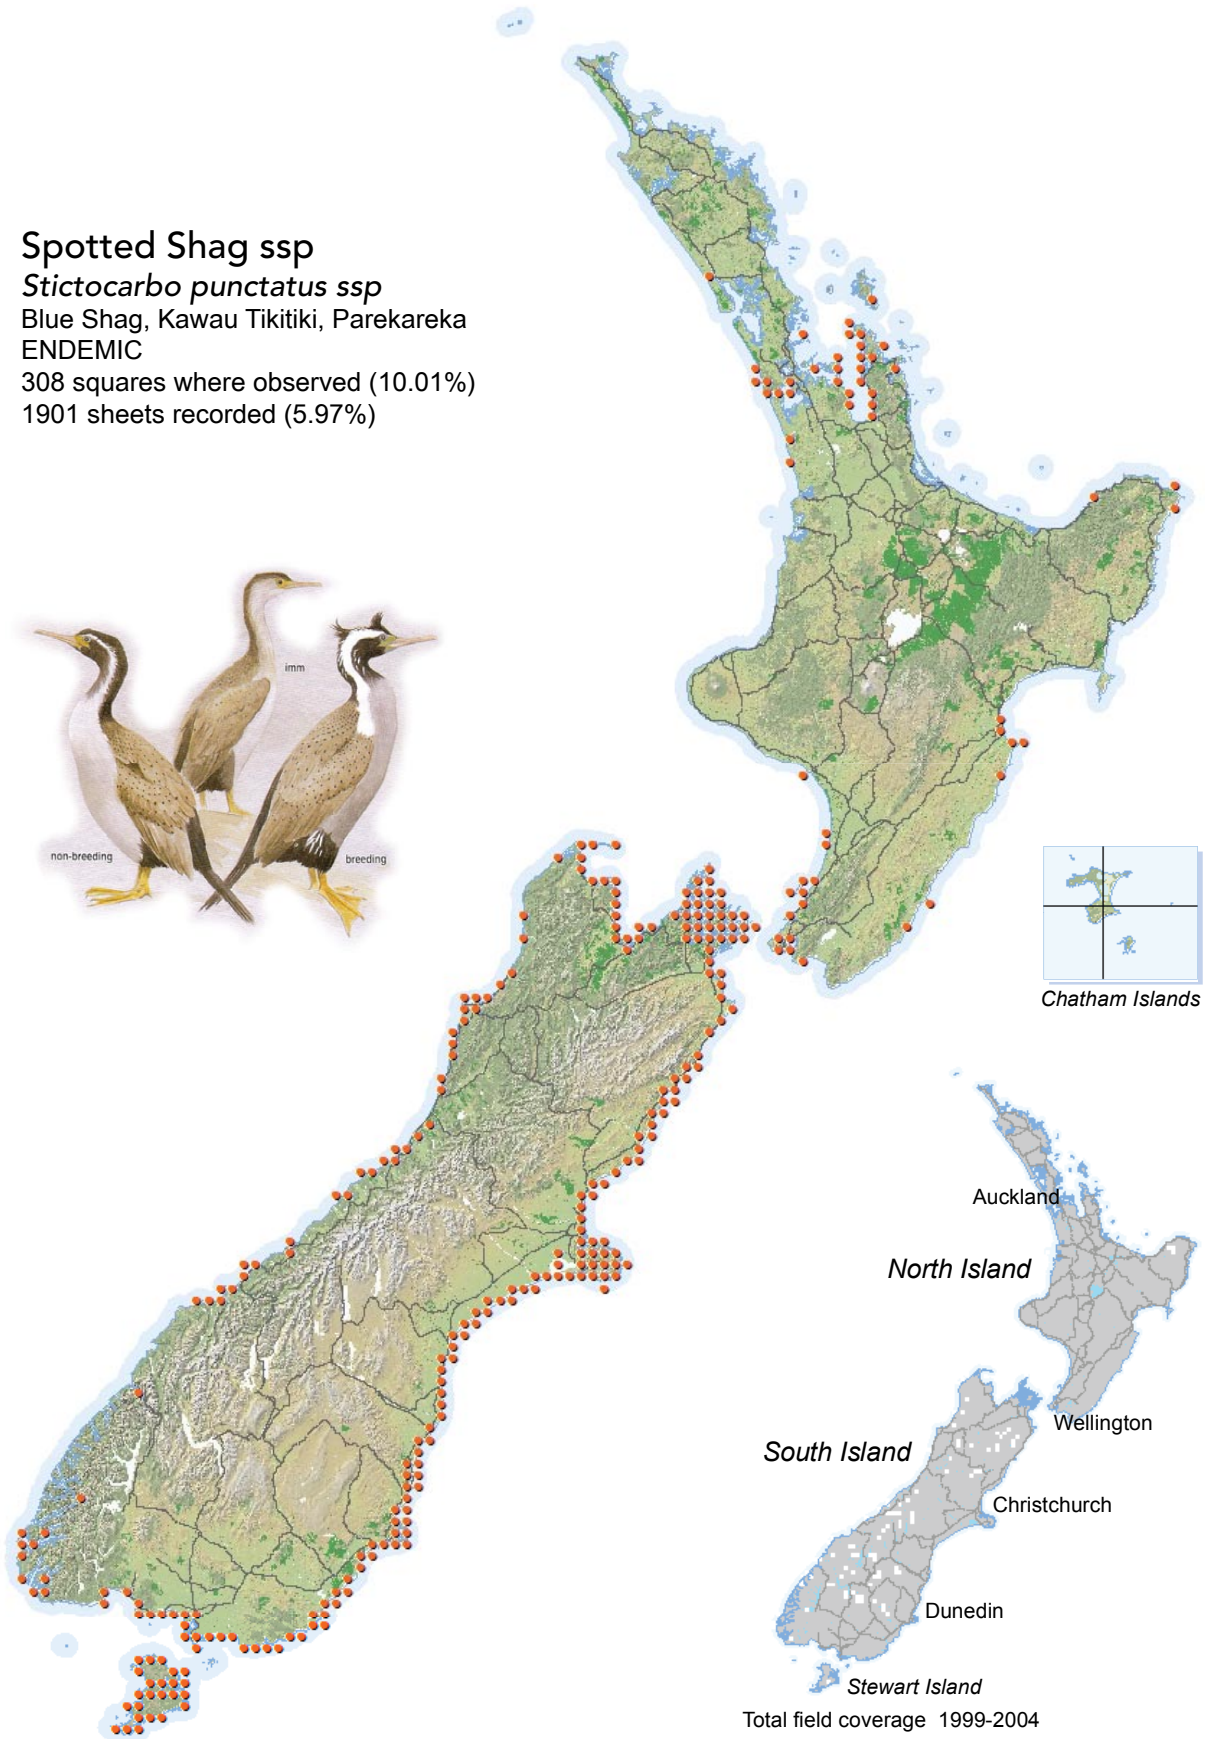 Spotted Shag ssp
Stictocarbo punctatus ssp
Blue Shag, Kawau Tikitiki, Parekareka
ENDEMIC
308 squares where observed (10.01%)
1901 sheets recorded (5.97%)
imm
non-breeding
breeding
Chatham Islands
Auckland
North Island
Wellington
South Island
Christchurch
Dunedin
Stewart Island
Total field coverage 1999-2004